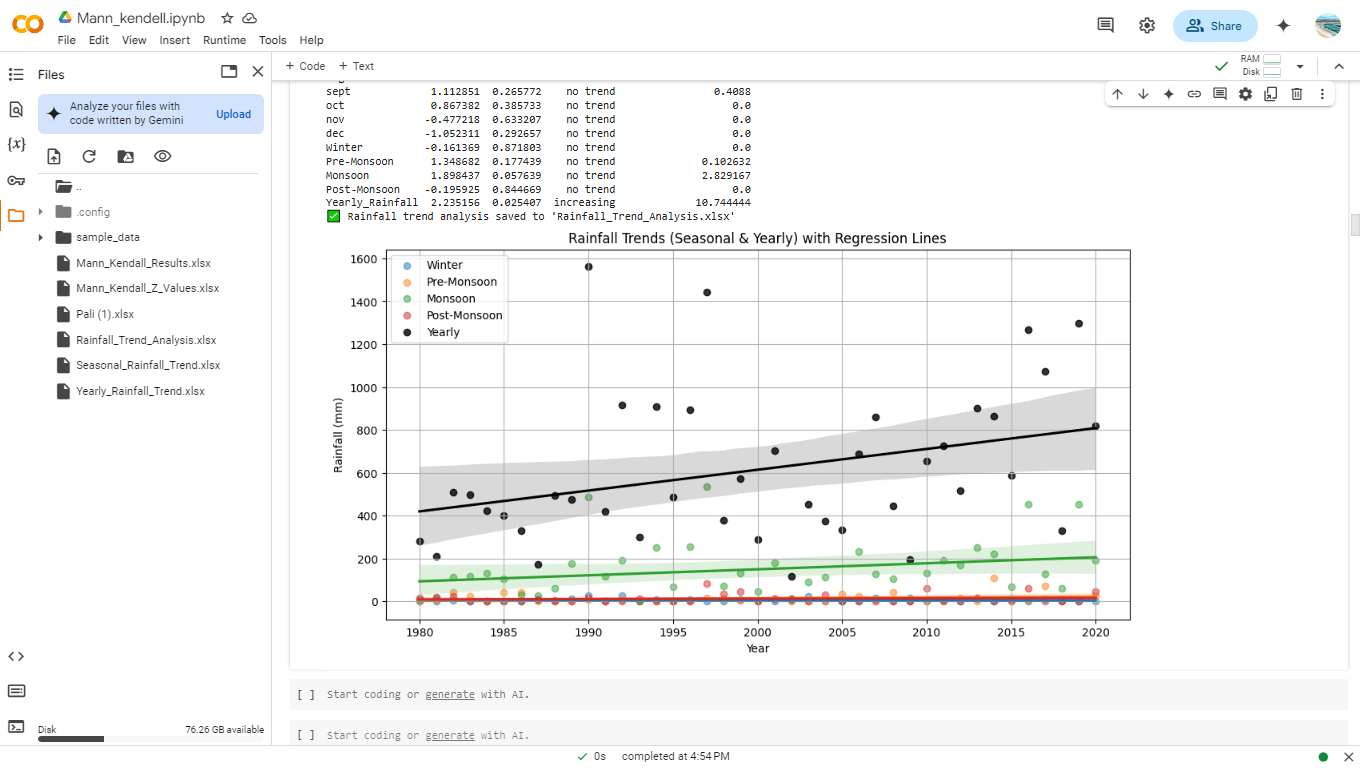 Mann_kendell.ipynb
File Edit View Insert Runtime Tools Help
Share
Files
+ Code + Text
RAM
Disk
Analyze your files with
code written by Gemini
Upload
{x}
..
.config
sample_data
Mann_Kendall_Results.xlsx
Mann_Kendall_Z_Values.xlsx
Pali (1).xlsx
Rainfall_Trend_Analysis.xlsx
Seasonal_Rainfall_Trend.xlsx
Yearly_Rainfall_Trend.xlsx
Disk 76.26 GB available
sept 1.112851 0.265772 no trend 0.4088
oct 0.867382 0.385733 no trend 0.0
nov -0.477218 0.633207 no trend 0.0
dec -1.052311 0.292657 no trend 0.0
Winter -0.161369 0.871803 no trend 0.0
Pre-Monsoon 1.348682 0.177439 no trend 0.102632
Monsoon 1.898437 0.057639 no trend 2.829167
Post-Monsoon -0.195925 0.844669 no trend 0.0
Yearly_Rainfall 2.235156 0.025407 increasing 10.744444
✅ Rainfall trend analysis saved to 'Rainfall_Trend_Analysis.xlsx'
Rainfall Trends (Seasonal & Yearly) with Regression Lines
Winter
Pre-Monsoon
Monsoon
Post-Monsoon
Yearly
1600
1400
1200
1000
800
600
400
200
0
Rainfall (mm)
1980 1985 1990 1995 2000 2005 2010 2015 2020
Year
[ ] Start coding or generate with AI.
[ ] Start coding or generate with AI.
0s completed at 4:54 PM